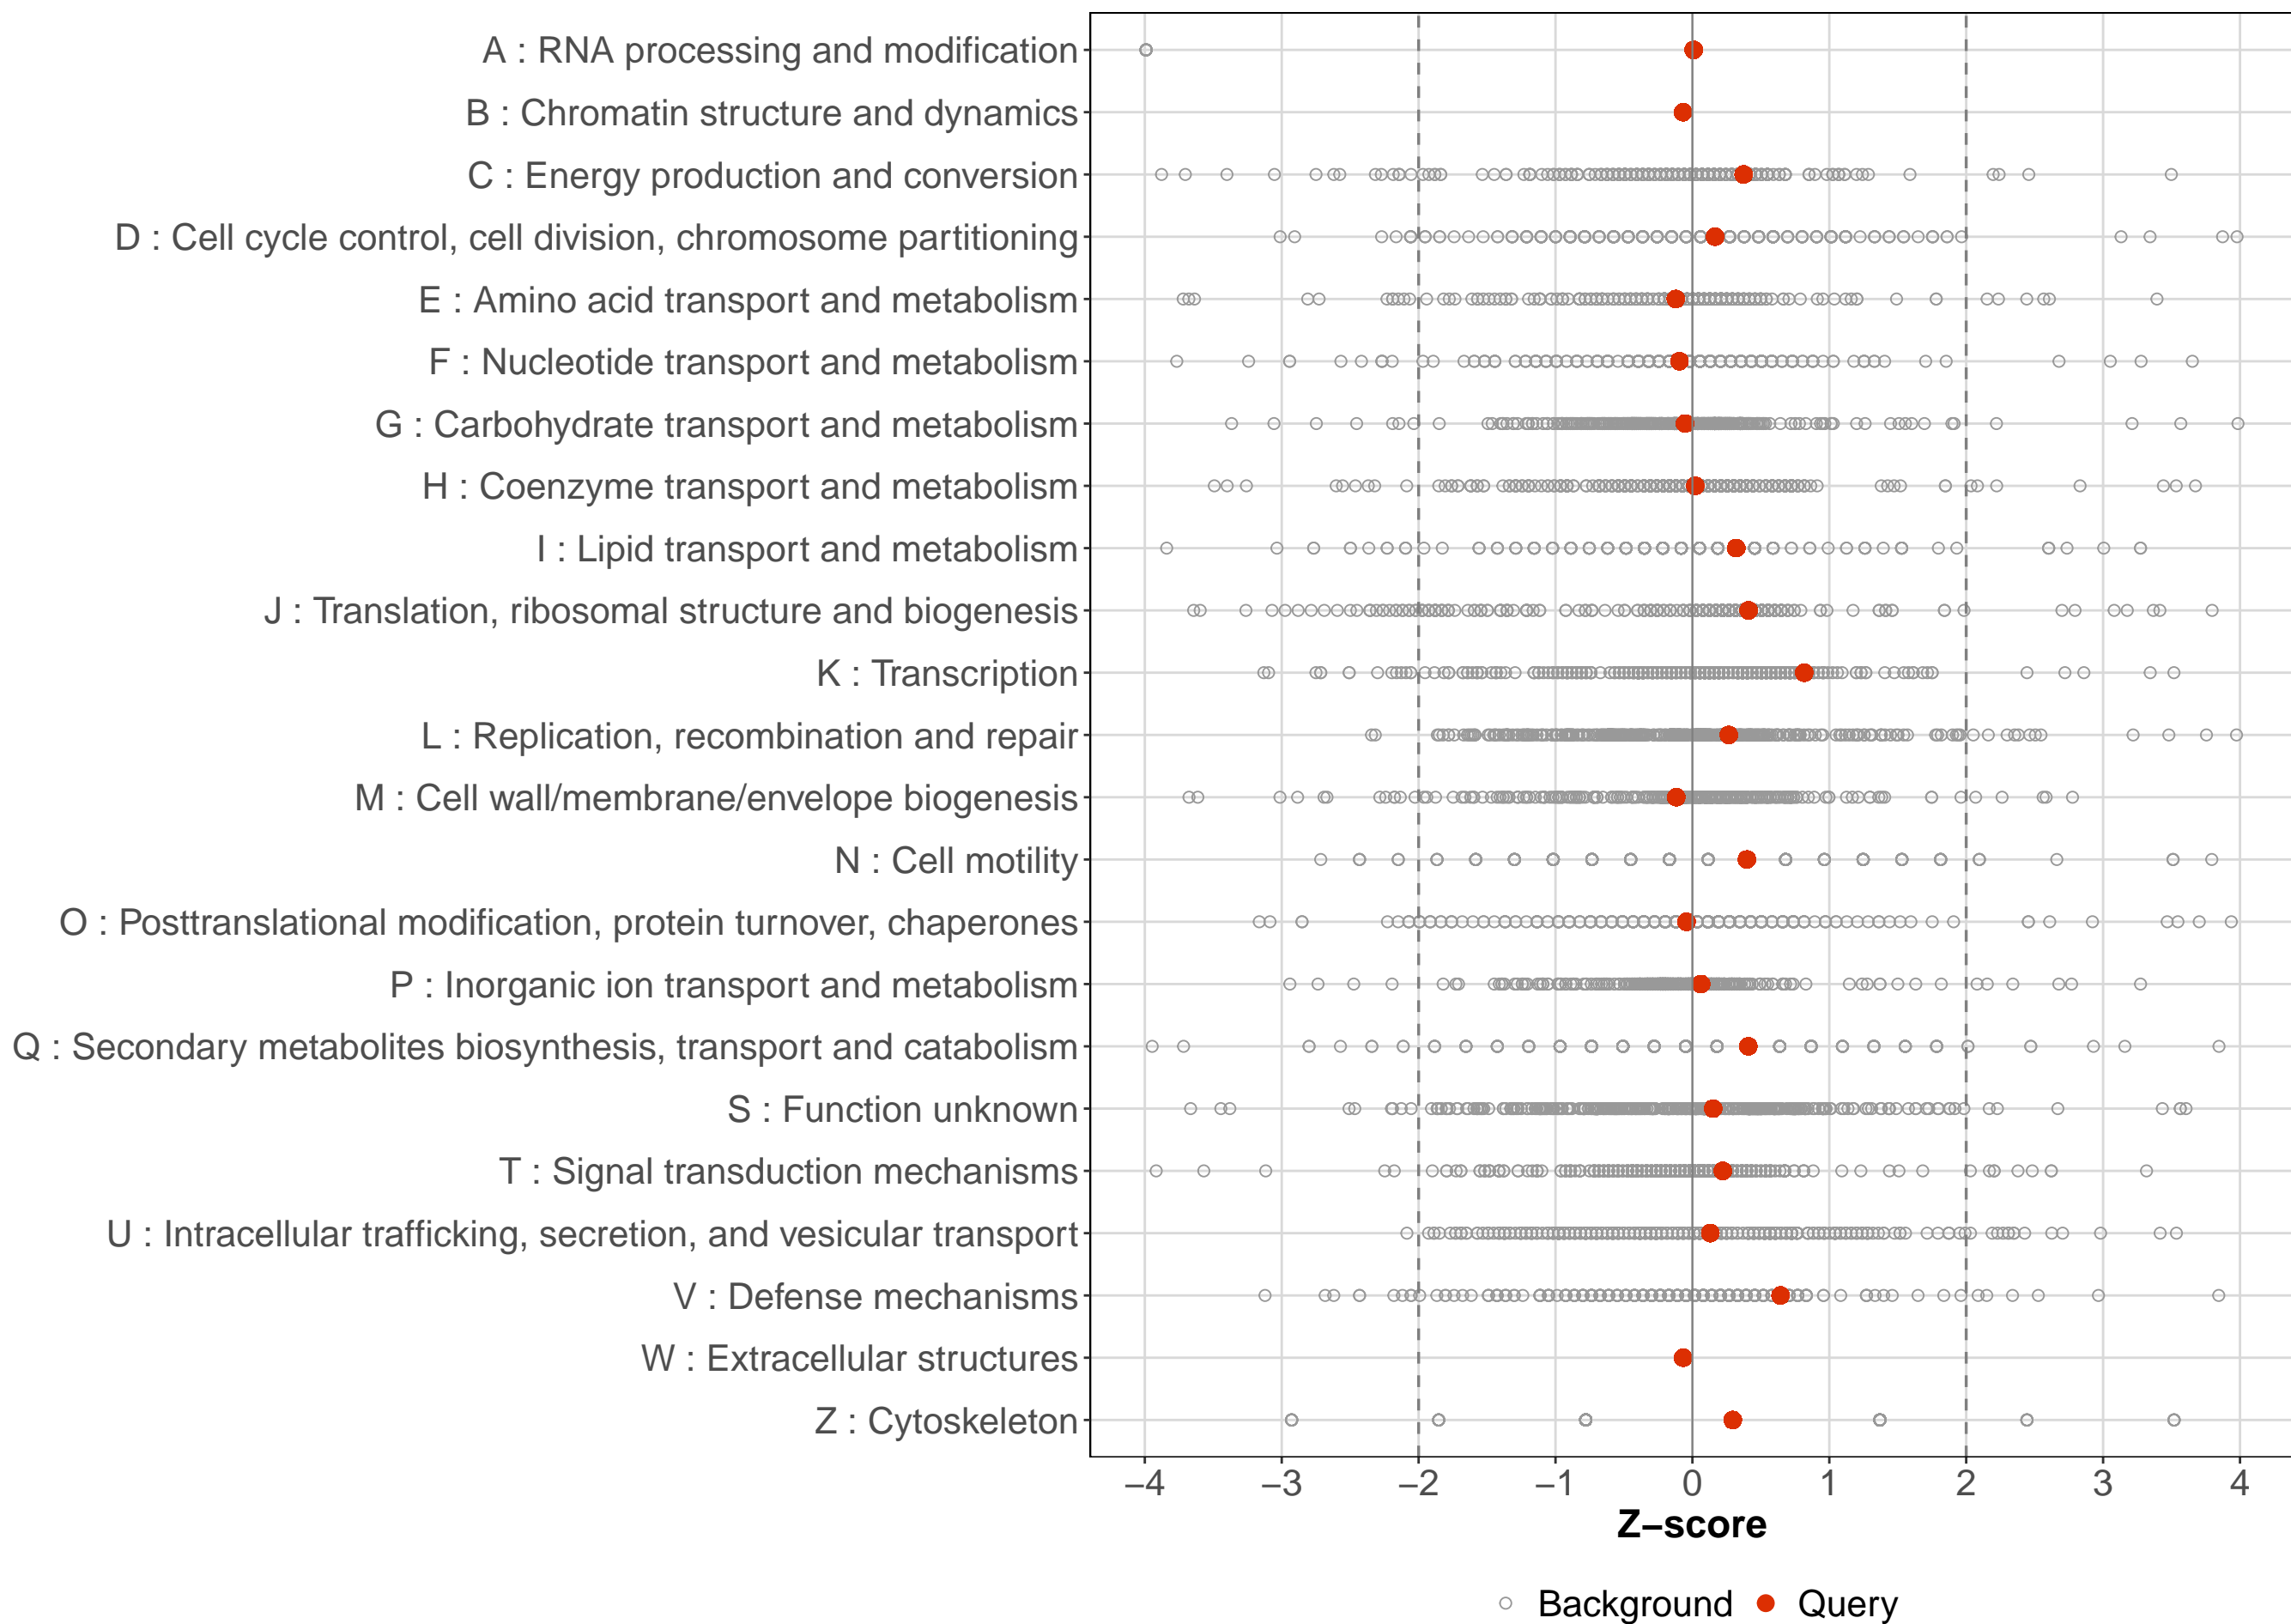 A : RNA processing and modification
B : Chromatin structure and dynamics
C : Energy production and conversion
D : Cell cycle control, cell division, chromosome partitioning
E : Amino acid transport and metabolism
F : Nucleotide transport and metabolism
G : Carbohydrate transport and metabolism
H : Coenzyme transport and metabolism
I : Lipid transport and metabolism
J : Translation, ribosomal structure and biogenesis
K : Transcription
L : Replication, recombination and repair
M : Cell wall/membrane/envelope biogenesis
N : Cell motility
O : Posttranslational modification, protein turnover, chaperones
P : Inorganic ion transport and metabolism
Q : Secondary metabolites biosynthesis, transport and catabolism
S : Function unknown
T : Signal transduction mechanisms
U : Intracellular trafficking, secretion, and vesicular transport
V : Defense mechanisms
W : Extracellular structures
Z : Cytoskeleton
−4 −3 −2 −1 0 1 2 3 4
Z−score
Background Query